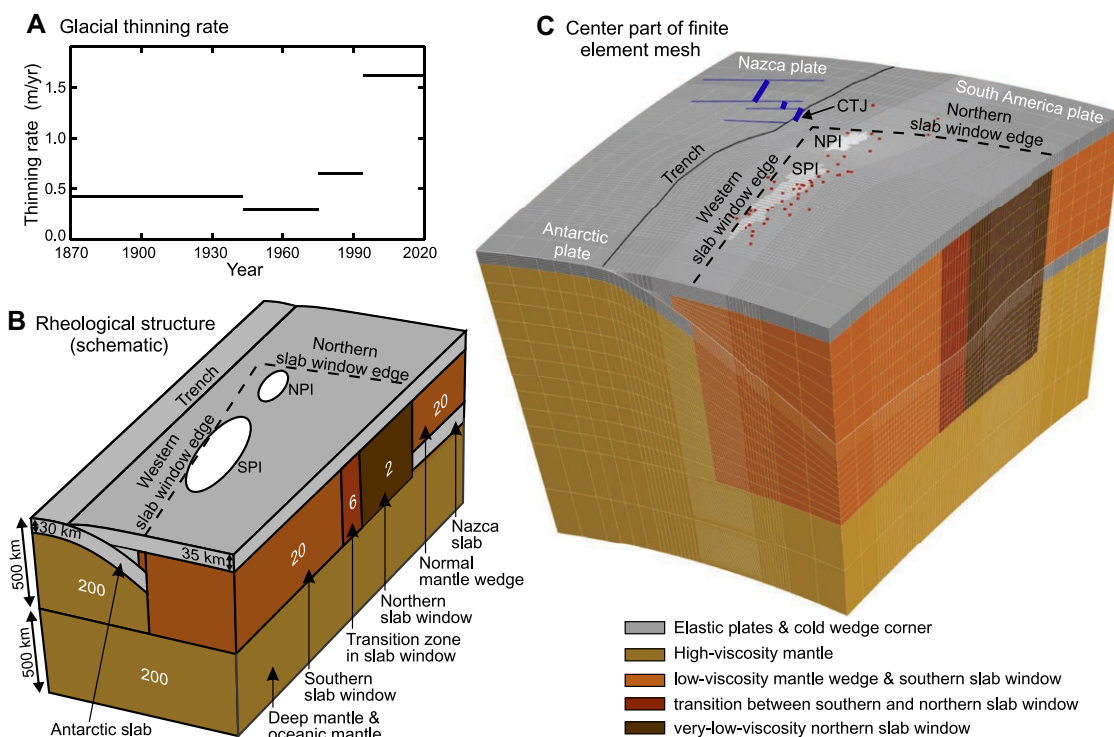 A Glacial thinning rate
Thinning rate (m/yr)
1.5
1.0
0.5
0.0
1870 1900 1930 1960 1990 2020
Year
B Rheological structure
(schematic)
Trench
Northern
slab window edge
NPI
Western
slab window edge
SPI
20
2
6
20
30 km
35 km
500 km
200
500 km
200
Nazca
slab
Normal
mantle wedge
Northern
slab window
Transition zone
in slab window
Southern
slab window
Deep mantle &
oceanic mantle
Antarctic slab
C Center part of finite
element mesh
Nazca plate
South America plate
CTJ
Northern
slab window edge
NPI
SPI
Trench
Western
slab window edge
Antarctic
plate
Elastic plates & cold wedge corner
High-viscosity mantle
low-viscosity mantle wedge & southern slab window
transition between southern and northern slab window
very-low-viscosity northern slab window